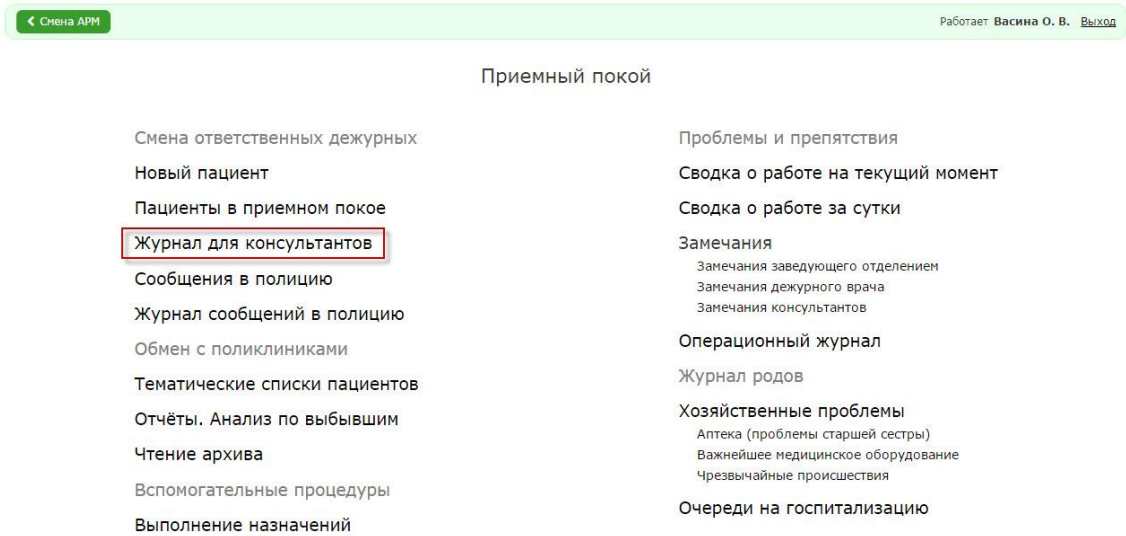 Смена АРМ
Работает Васина О. В. Выход
Приемный покой
Смена ответственных дежурных
Новый пациент
Пациенты в приемном покое
Журнал для консультантов
Сообщения в полицию
Журнал сообщений в полицию
Обмен с поликлиниками
Тематические списки пациентов
Отчёты. Анализ по выбывшим
Чтение архива
Вспомогательные процедуры
Выполнение назначений
Проблемы и препятствия
Сводка о работе на текущий момент
Сводка о работе за сутки
Замечания
Замечания заведующего отделением
Замечания дежурного врача
Замечания консультантов
Операционный журнал
Журнал родов
Хозяйственные проблемы
Аптека (проблемы старшей сестры)
Важнейшее медицинское оборудование
Чрезвычайные происшествия
Очереди на госпитализацию